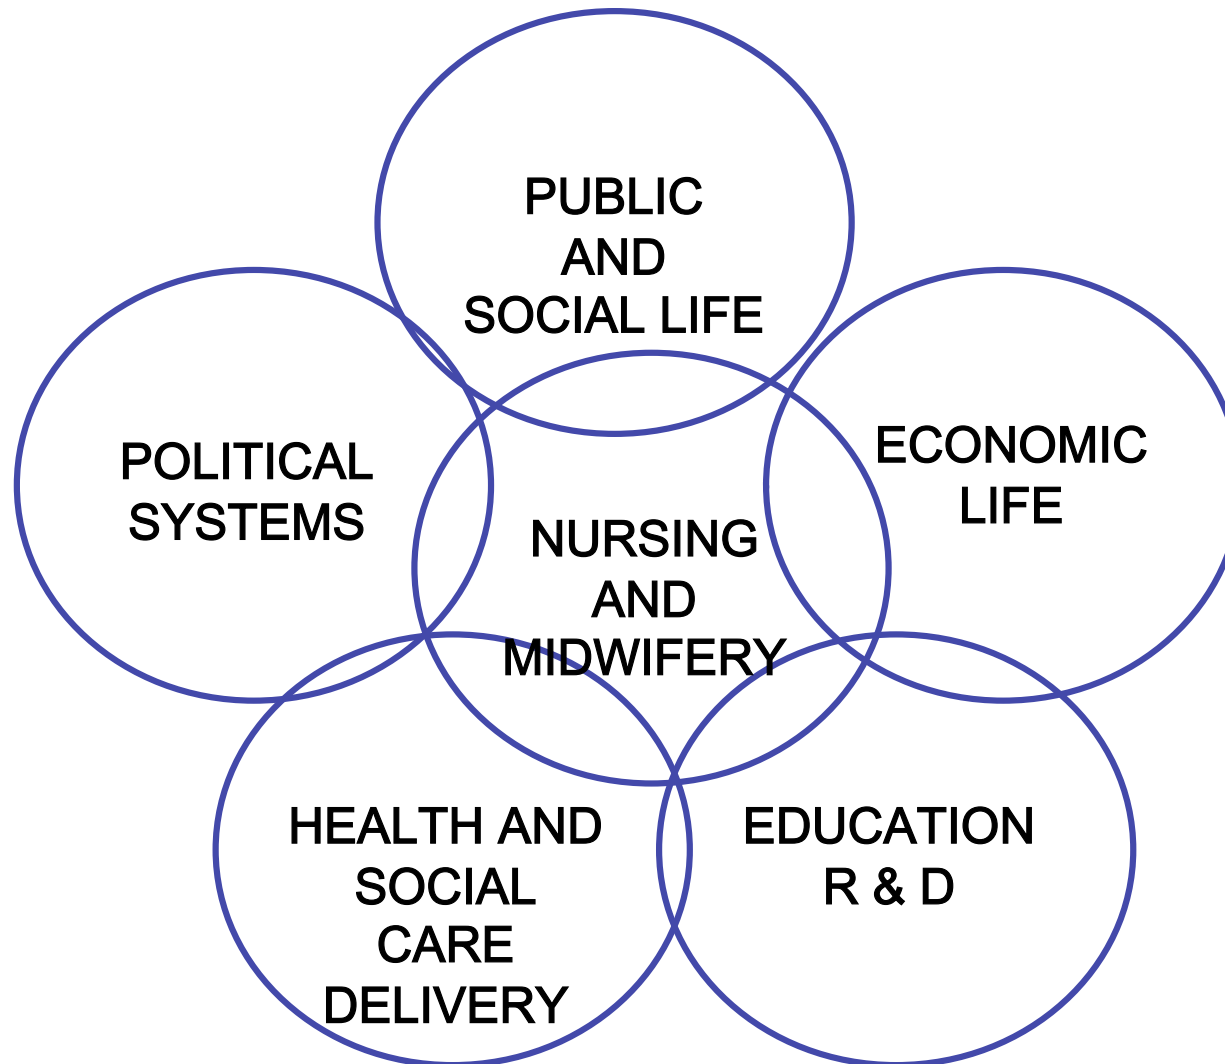 PUBLIC
AND
SOCIAL LIFE
POLITICAL
SYSTEMS
ECONOMIC
LIFE
NURSING
AND
MIDWIFERY
HEALTH AND
SOCIAL
CARE
DELIVERY
EDUCATION
R & D